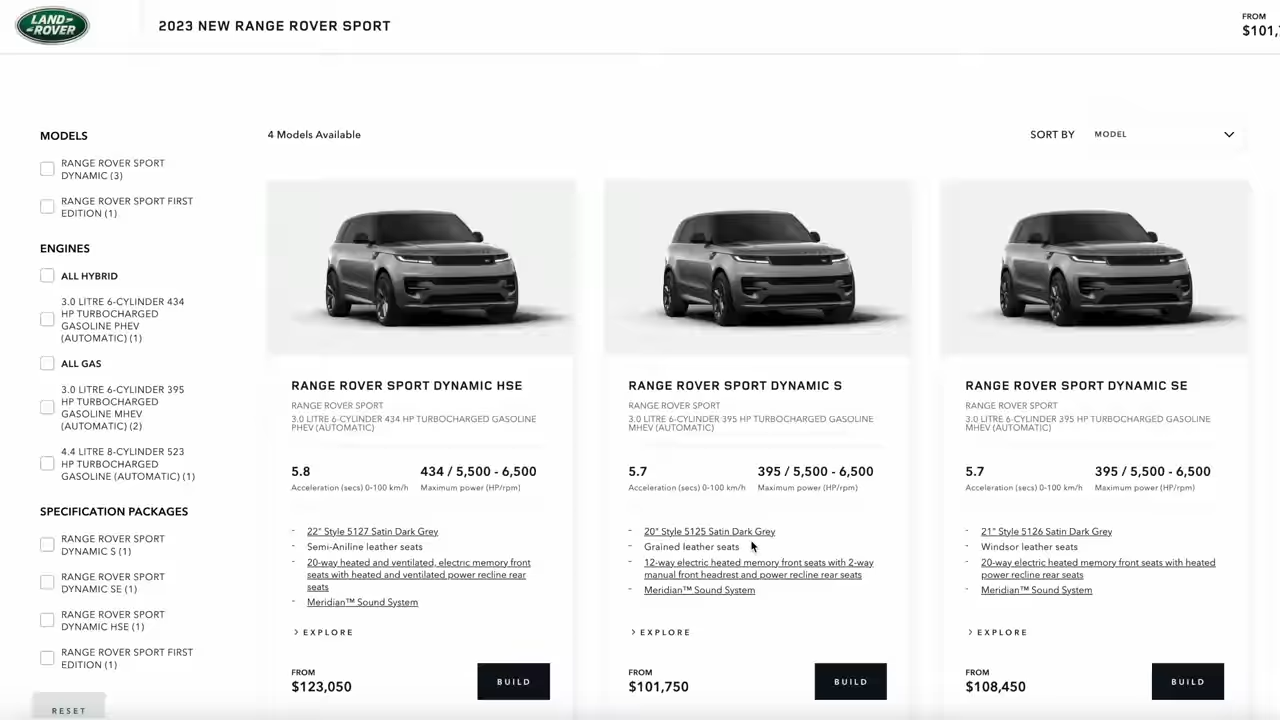 LAND-
-ROVER
2023 NEW RANGE ROVER SPORT
FROM
MODELS
RANGE ROVER SPORT
DYNAMIC (3)
RANGE ROVER SPORT FIRST
EDITION (1)
ENGINES
ALL HYBRID
3.0 LITRE 6-CYLINDER 434
HP TURBOCHARGED
GASOLINE PHEV
(AUTOMATIC) (1)
ALL GAS
3.0 LITRE 6-CYLINDER 395
HP TURBOCHARGED
GASOLINE MHEV
(AUTOMATIC) (2)
4.4 LITRE 8-CYLINDER 523
HP TURBOCHARGED
GASOLINE (AUTOMATIC) (1)
SPECIFICATION PACKAGES
RANGE ROVER SPORT
DYNAMIC S (1)
RANGE ROVER SPORT
DYNAMIC SE (1)
RANGE ROVER SPORT
DYNAMIC HSE (1)
RANGE ROVER SPORT FIRST
EDITION (1)
RESET
4 Models Available
SORT BY MODEL
RANGE ROVER SPORT DYNAMIC HSE
RANGE ROVER SPORT
3.0 LITRE 6-CYLINDER 434 HP TURBOCHARGED GASOLINE
PHEV (AUTOMATIC)
5.8 434 / 5,500 - 6,500
Acceleration (secs) 0-100 km/h Maximum power (HP/rpm)
- 22" Style 5127 Satin Dark Grey
- Semi-Aniline leather seats
- 20-way heated and ventilated, electric memory front
seats with heated and ventilated power recline rear
seats
- Meridian™ Sound System
> EXPLORE
FROM
$123,050
BUILD
RANGE ROVER SPORT DYNAMIC S
RANGE ROVER SPORT
3.0 LITRE 6-CYLINDER 395 HP TURBOCHARGED GASOLINE
MHEV (AUTOMATIC)
5.7 395 / 5,500 - 6,500
Acceleration (secs) 0-100 km/h Maximum power (HP/rpm)
- 20" Style 5125 Satin Dark Grey
- Grained leather seats
- 12-way electric heated memory front seats with 2-way
manual front headrest and power recline rear seats
- Meridian™ Sound System
> EXPLORE
FROM
$101,750
BUILD
RANGE ROVER SPORT DYNAMIC SE
RANGE ROVER SPORT
3.0 LITRE 6-CYLINDER 395 HP TURBOCHARGED GASOLINE
MHEV (AUTOMATIC)
5.7 395 / 5,500 - 6,500
Acceleration (secs) 0-100 km/h Maximum power (HP/rpm)
- 21" Style 5126 Satin Dark Grey
- Windsor leather seats
- 20-way electric heated memory front seats with heated
power recline rear seats
- Meridian™ Sound System
> EXPLORE
FROM
$108,450
BUILD